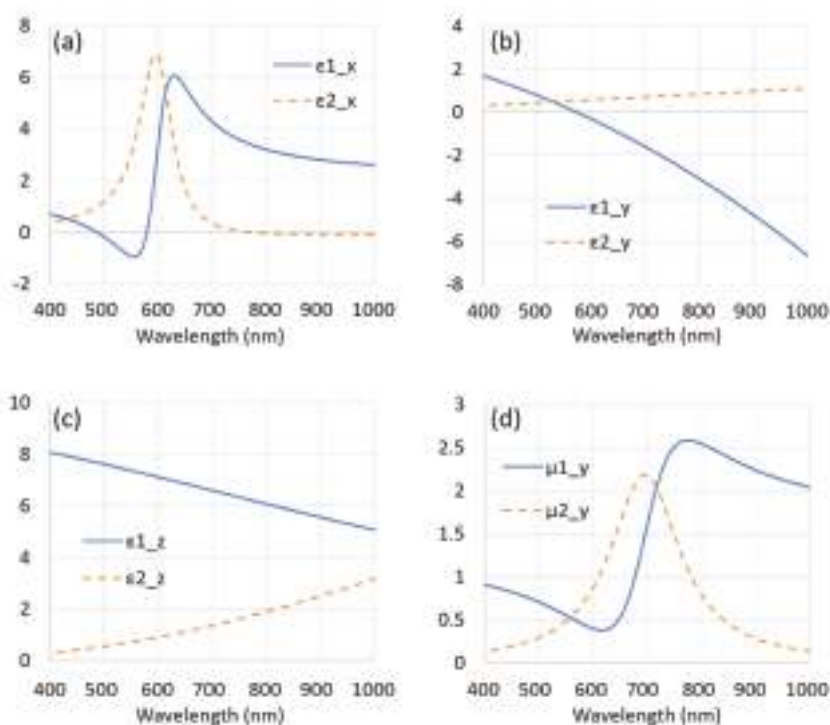 (a)
8
6
4
2
0
-2
ε1_x
ε2_x
400 500 600 700 800 900 1000
Wavelength (nm)
(b)
4
2
0
-2
-4
-6
-8
ε1_y
ε2_y
400 500 600 700 800 900 1000
Wavelength (nm)
(c)
10
8
6
4
2
0
ε1_z
ε2_z
400 500 600 700 800 900 1000
Wavelength (nm)
(d)
3
2.5
2
1.5
1
0.5
0
μ1_y
μ2_y
400 500 600 700 800 900 1000
Wavelength (nm)